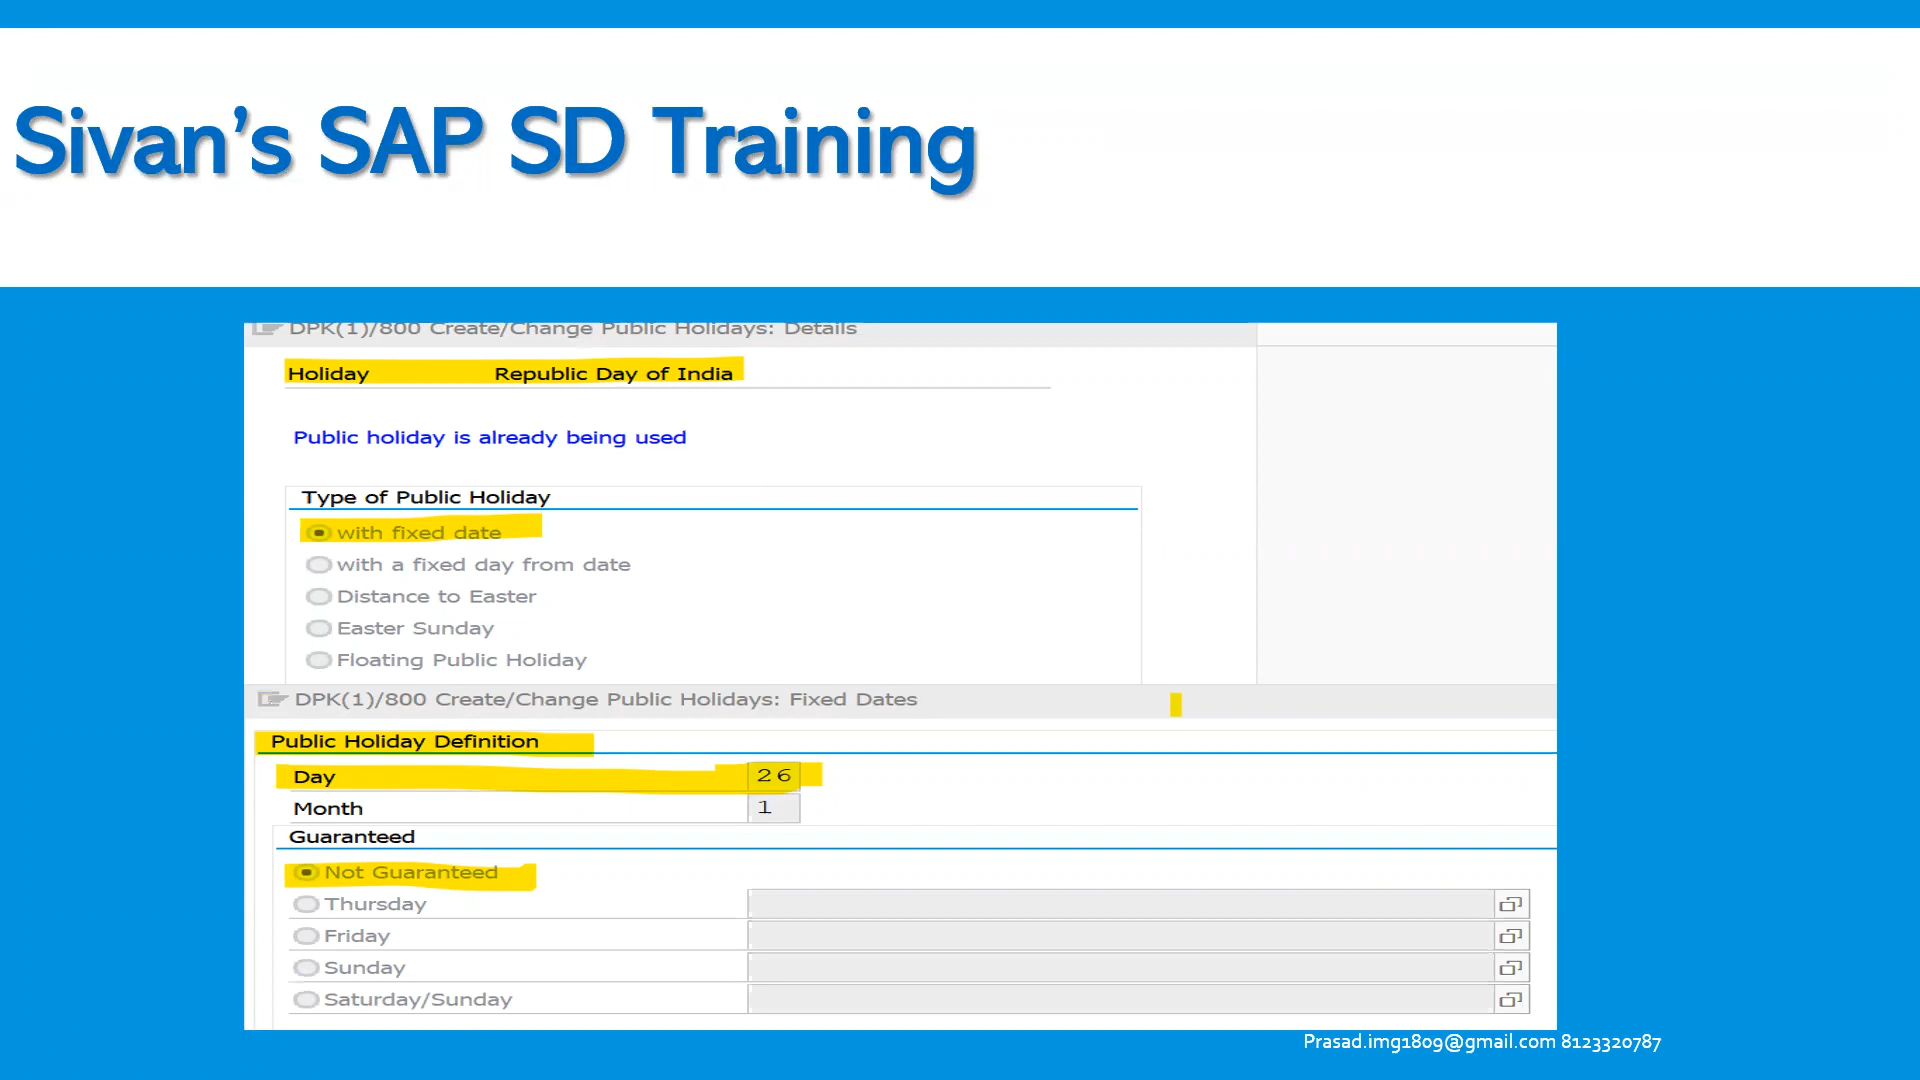 Sivan’s SAP SD Training
DPK(1)/800 Create/Change Public Holidays: Details
Holiday Republic Day of India
Public holiday is already being used
Type of Public Holiday
with fixed date
with a fixed day from date
Distance to Easter
Easter Sunday
Floating Public Holiday
DPK(1)/800 Create/Change Public Holidays: Fixed Dates
Public Holiday Definition
Day 26
Month 1
Guaranteed
Not Guaranteed
Thursday
Friday
Sunday
Saturday/Sunday
Prasad.img1809@gmail.com 8123320787